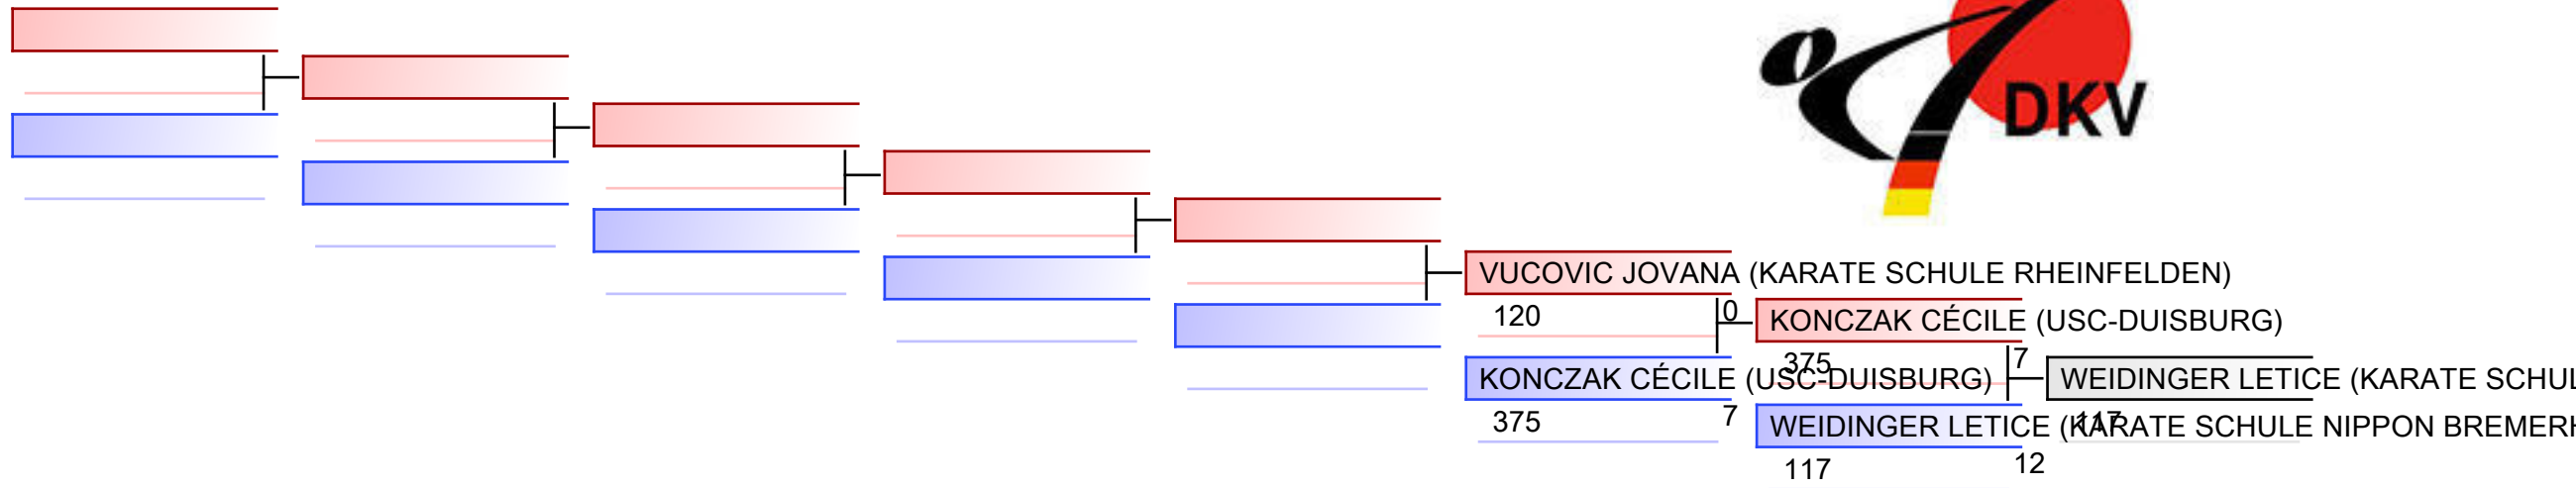 DKV
VUCOVIC JOVANA (KARATE SCHULE RHEINFELDEN)
120
0
KONCZAK CÉCILE (USC-DUISBURG)
375
7
KONCZAK CÉCILE (USC-DUISBURG)
375
7
WEIDINGER LETICE (KARATE SCHUL
117
WEIDINGER LETICE (KARATE SCHULE NIPPON BREMERH
117
12